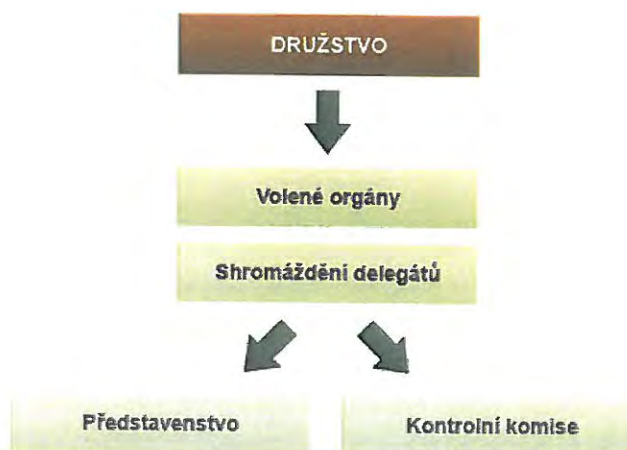 DRUŽSTVO
Volené orgány
Shromáždění delegátů
Představenstvo
Kontrolní komise